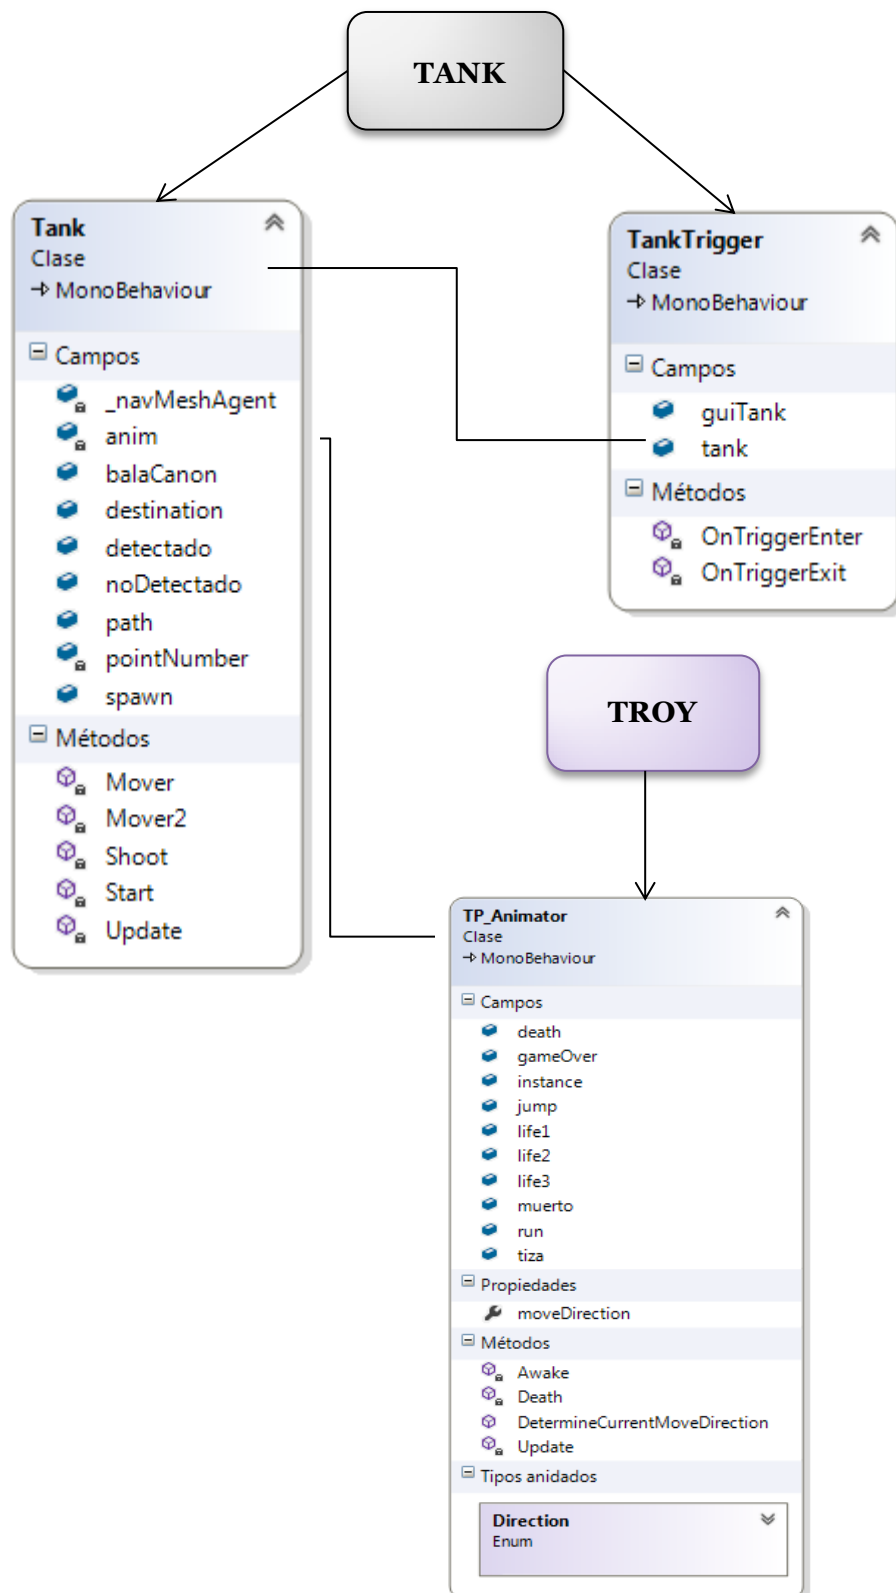 TANK
Tank
Clase
MonoBehaviour
Campos
_navMeshAgent
anim
balaCanon
destination
detectado
noDetectado
path
pointNumber
spawn
Métodos
Mover
Mover2
Shoot
Start
Update
TankTrigger
Clase
MonoBehaviour
Campos
guiTank
tank
Métodos
OnTriggerEnter
OnTriggerExit
TROY
TP_Animator
Clase
MonoBehaviour
Campos
death
gameOver
instance
jump
life1
life2
life3
muerto
run
tiza
Propiedades
moveDirection
Métodos
Awake
Death
DetermineCurrentMoveDirection
Update
Tipos anidados
Direction
Enum